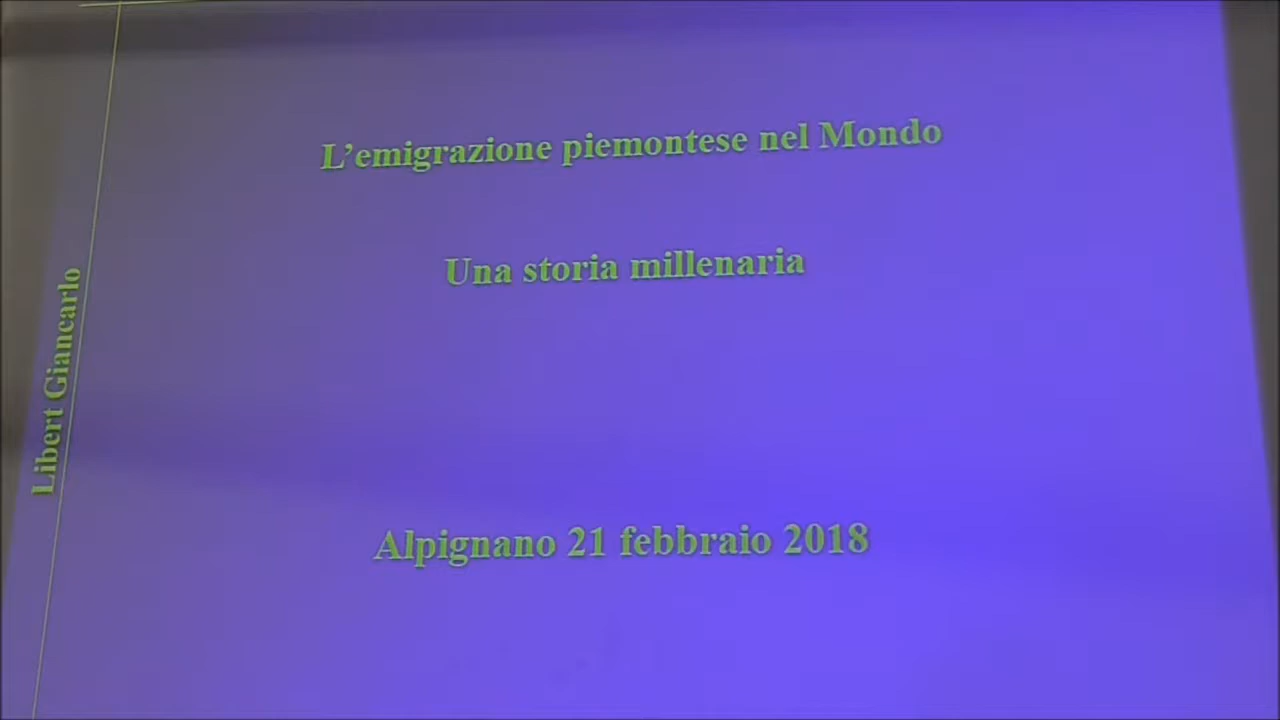 L'emigrazione piemontese nel Mondo
Una storia millenaria
Alpignano 21 febbraio 2018
Libert Giancarlo